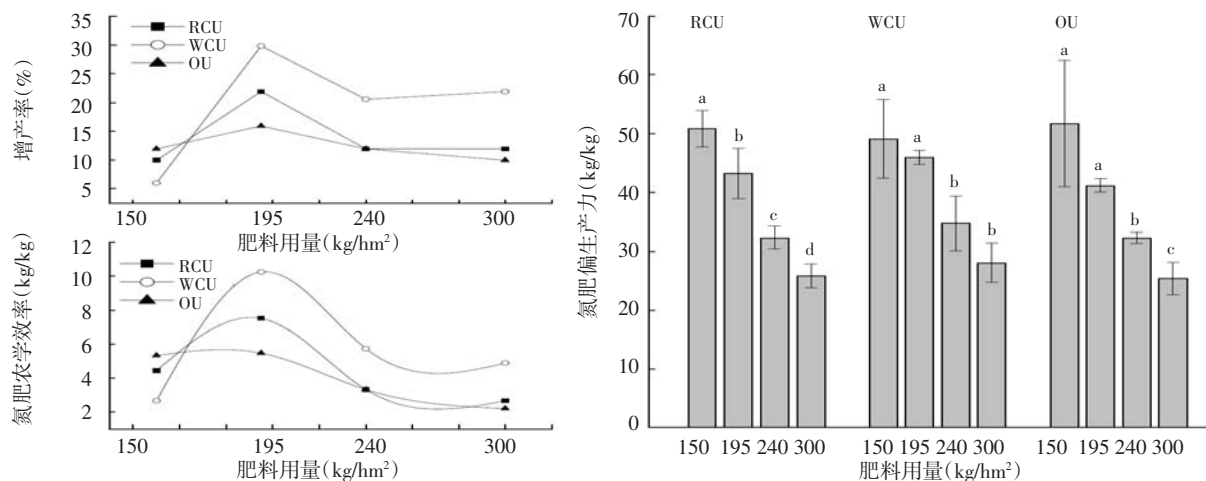 35
30
25
20
15
10
5
增产率(%)
RCU
WCU
OU
150 195 240 300
肥料用量(kg/hm²)
12
10
8
6
4
2
氮肥农学效率(kg/kg)
RCU
WCU
OU
150 195 240 300
肥料用量(kg/hm²)
70
60
50
40
30
20
10
0
氮肥偏生产力(kg/kg)
RCU WCU OU
a b c d
a a b b
a a b c
150 195 240 300 150 195 240 300 150 195 240 300
肥料用量(kg/hm²)